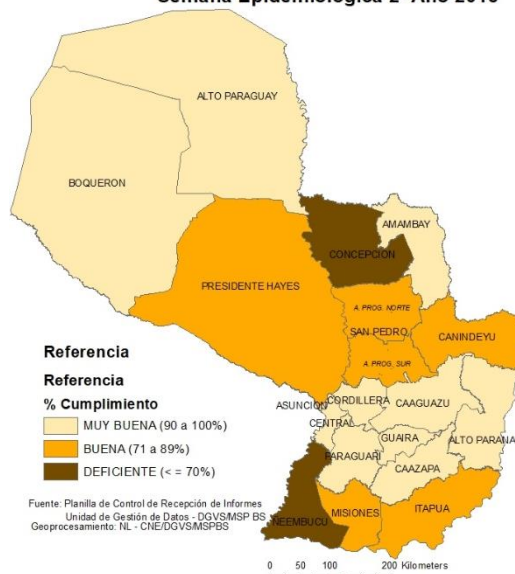 Semana Epidemiológica 2 Año 2015
ALTO PARAGUAY
BOQUERON
AMAMBAY
CONCEPCION
PRESIDENTE HAYES
A. PROG. NORTE
SAN PEDRO
CANINDEYU
A. PROG. SUR
Referencia
Referencia
% Cumplimiento
MUY BUENA (90 a 100%)
BUENA (71 a 89%)
DEFICIENTE (< = 70%)
ASUNCION
CORDILLERA
CAAGUAZU
CENTRAL
GUAIRA
ALTO PARANA
PARAGUARI
CAAZAPA
ÑEEMBUCU
MISIONES
ITAPUA
Fuente: Planilla de Control de Recepción de Informes
Unidad de Gestión de Datos - DGVS/MSP BS
Geoprocesamiento: NL - CNE/DGVS/MSPBS
0 50 100 200 Kilometers